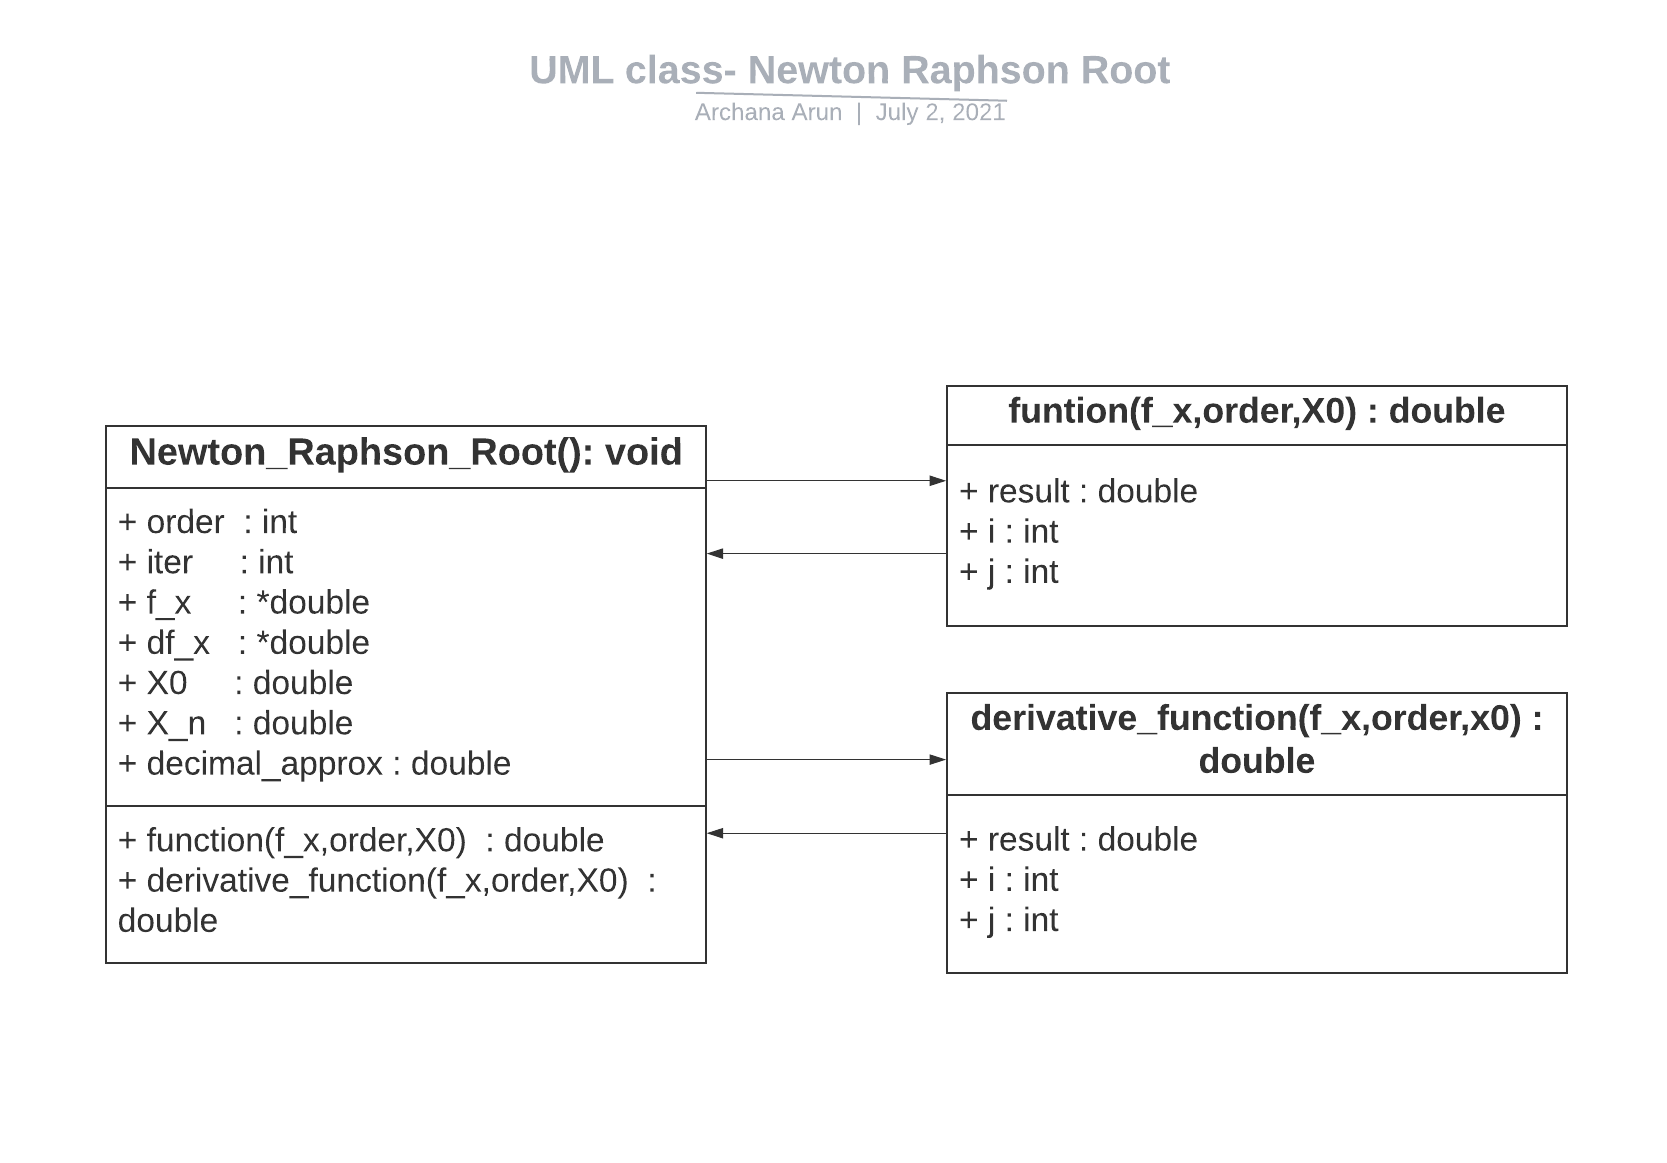 UML class- Newton Raphson Root
Archana Arun | July 2, 2021
Newton_Raphson_Root(): void
+ order : int
+ iter : int
+ f_x : *double
+ df_x : *double
+ X0 : double
+ X_n : double
+ decimal_approx : double
+ function(f_x,order,X0) : double
+ derivative_function(f_x,order,X0) :
double
funtion(f_x,order,X0) : double
+ result : double
+ i : int
+ j : int
derivative_function(f_x,order,x0) :
double
+ result : double
+ i : int
+ j : int